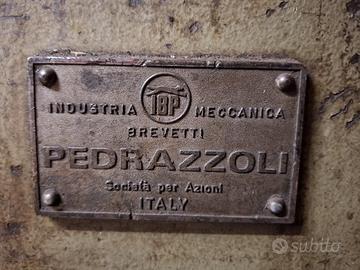 IBP
INDUSTRIA MECCANICA
BREVETTI
PEDRAZZOLI
Società per Azioni
ITALY
subito